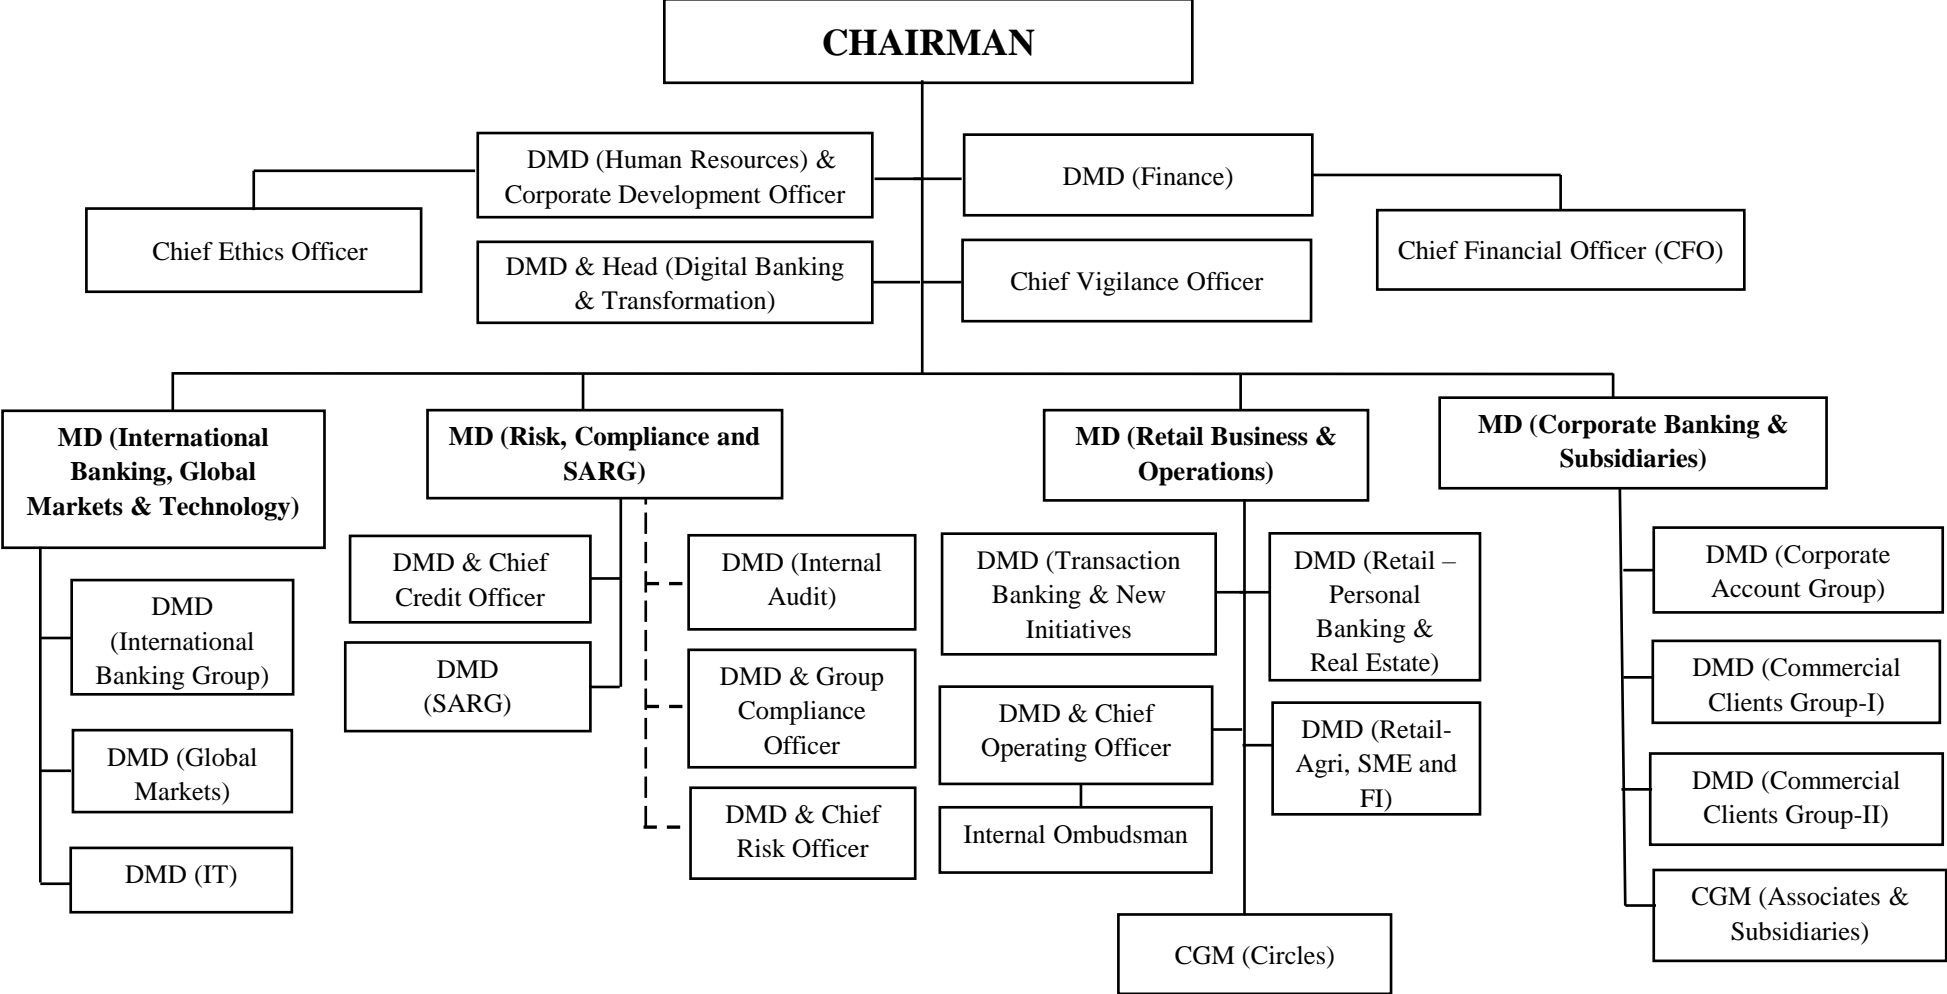 CHAIRMAN
DMD (Human Resources) &
Corporate Development Officer
DMD (Finance)
Chief Ethics Officer
Chief Financial Officer (CFO)
DMD & Head (Digital Banking
& Transformation)
Chief Vigilance Officer
MD (International
Banking, Global
Markets & Technology)
MD (Risk, Compliance and
SARG)
MD (Retail Business &
Operations)
MD (Corporate Banking &
Subsidiaries)
DMD
(International
Banking Group)
DMD (Global
Markets)
DMD (IT)
DMD & Chief
Credit Officer
DMD
(SARG)
DMD (Internal
Audit)
DMD & Group
Compliance
Officer
DMD & Chief
Risk Officer
DMD (Transaction
Banking & New
Initiatives
DMD & Chief
Operating Officer
Internal Ombudsman
DMD (Retail –
Personal
Banking &
Real Estate)
DMD (Retail-
Agri, SME and
FI)
CGM (Circles)
DMD (Corporate
Account Group)
DMD (Commercial
Clients Group-I)
DMD (Commercial
Clients Group-II)
CGM (Associates &
Subsidiaries)